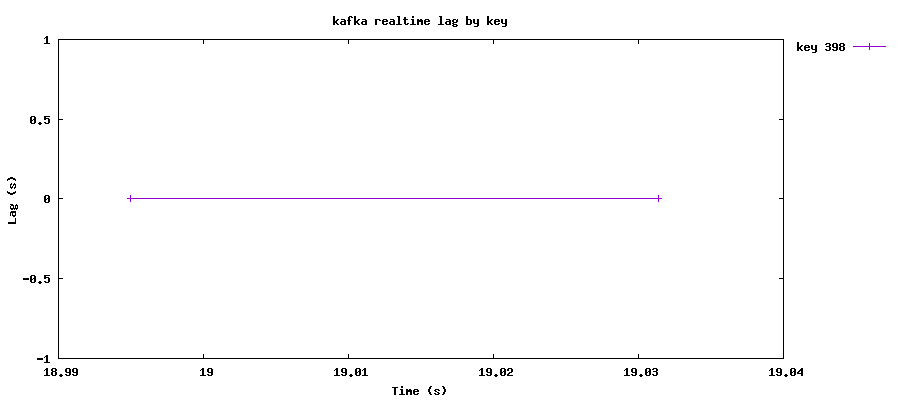 kafka realtime lag by key
key 398
1
0.5
0
-0.5
-1
Lag (s)
18.99 19 19.01 19.02 19.03 19.04
Time (s)